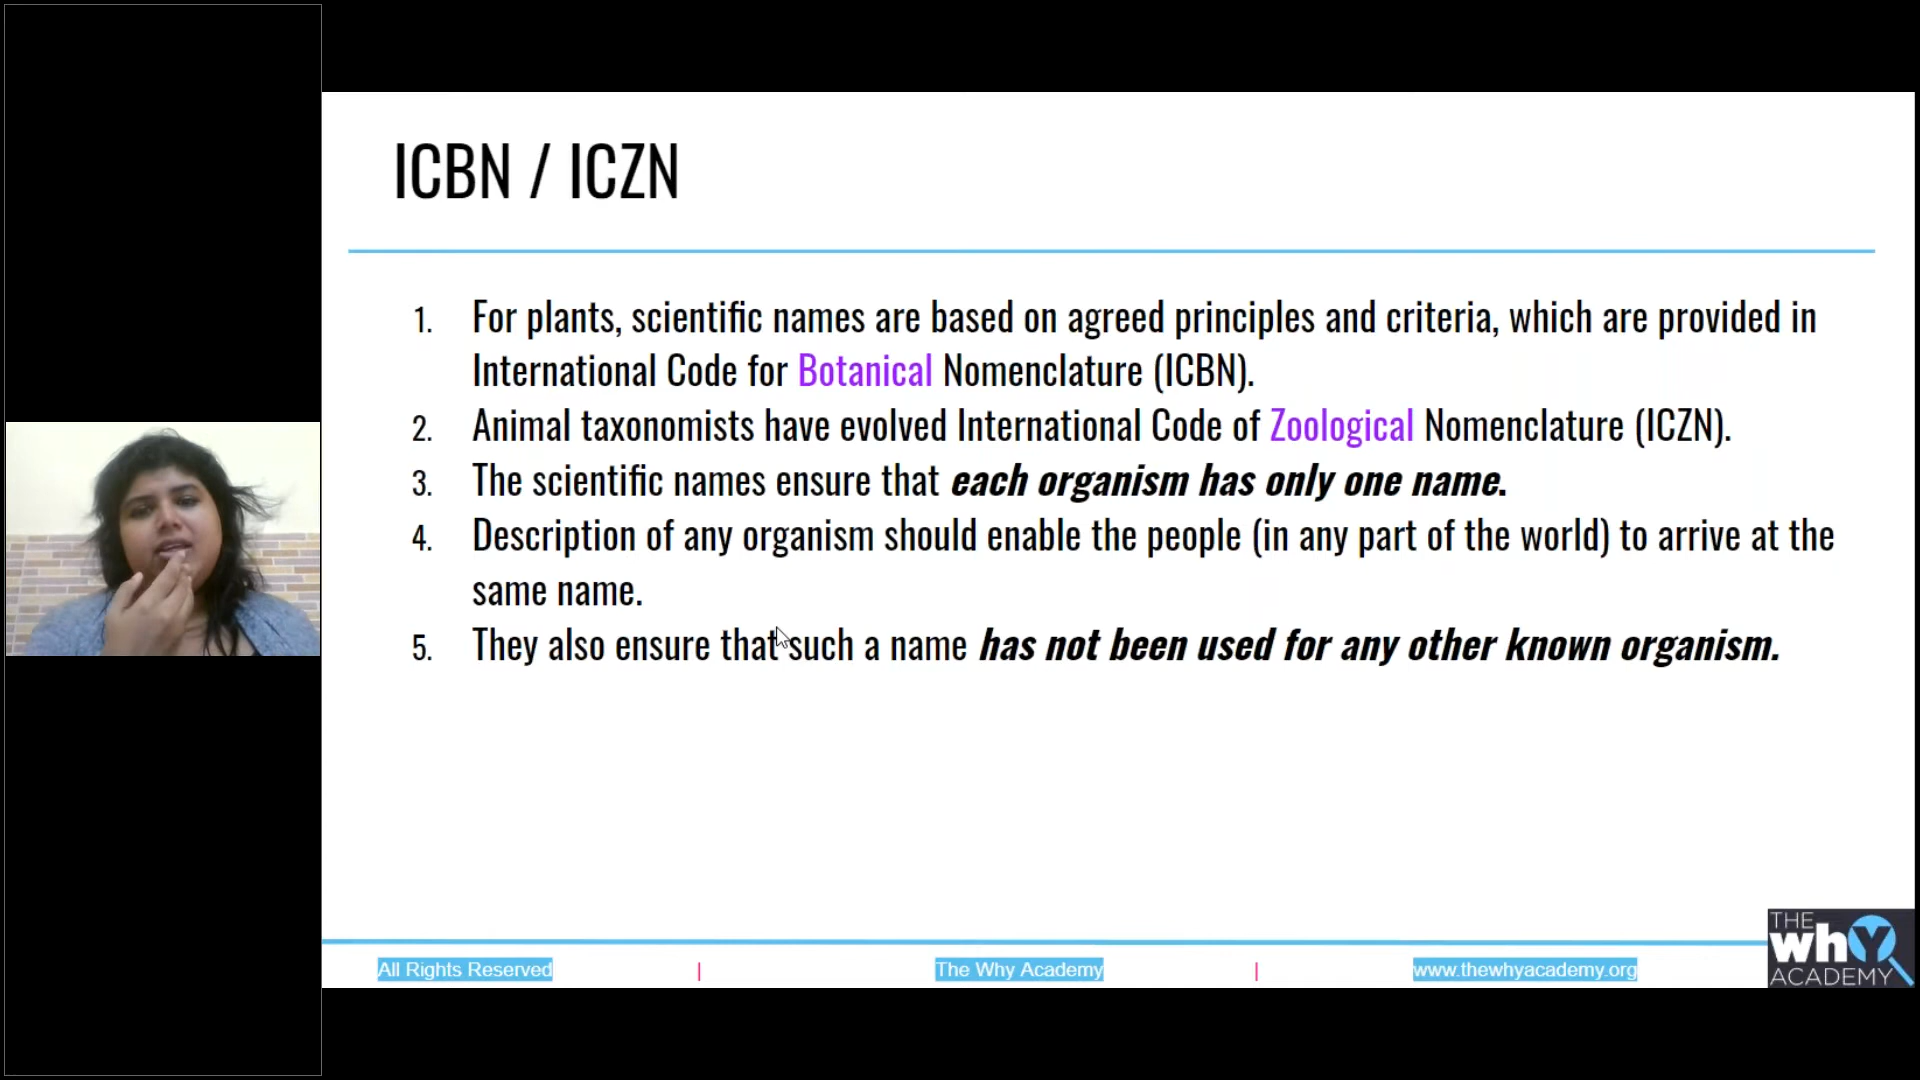 ICBN / ICZN
1. For plants, scientific names are based on agreed principles and criteria, which are provided in
International Code for Botanical Nomenclature (ICBN).
2. Animal taxonomists have evolved International Code of Zoological Nomenclature (ICZN).
3. The scientific names ensure that each organism has only one name.
4. Description of any organism should enable the people (in any part of the world) to arrive at the
same name.
5. They also ensure that such a name has not been used for any other known organism.
All Rights Reserved | The Why Academy | www.thewhyacademy.org
THE
whY
ACADEMY